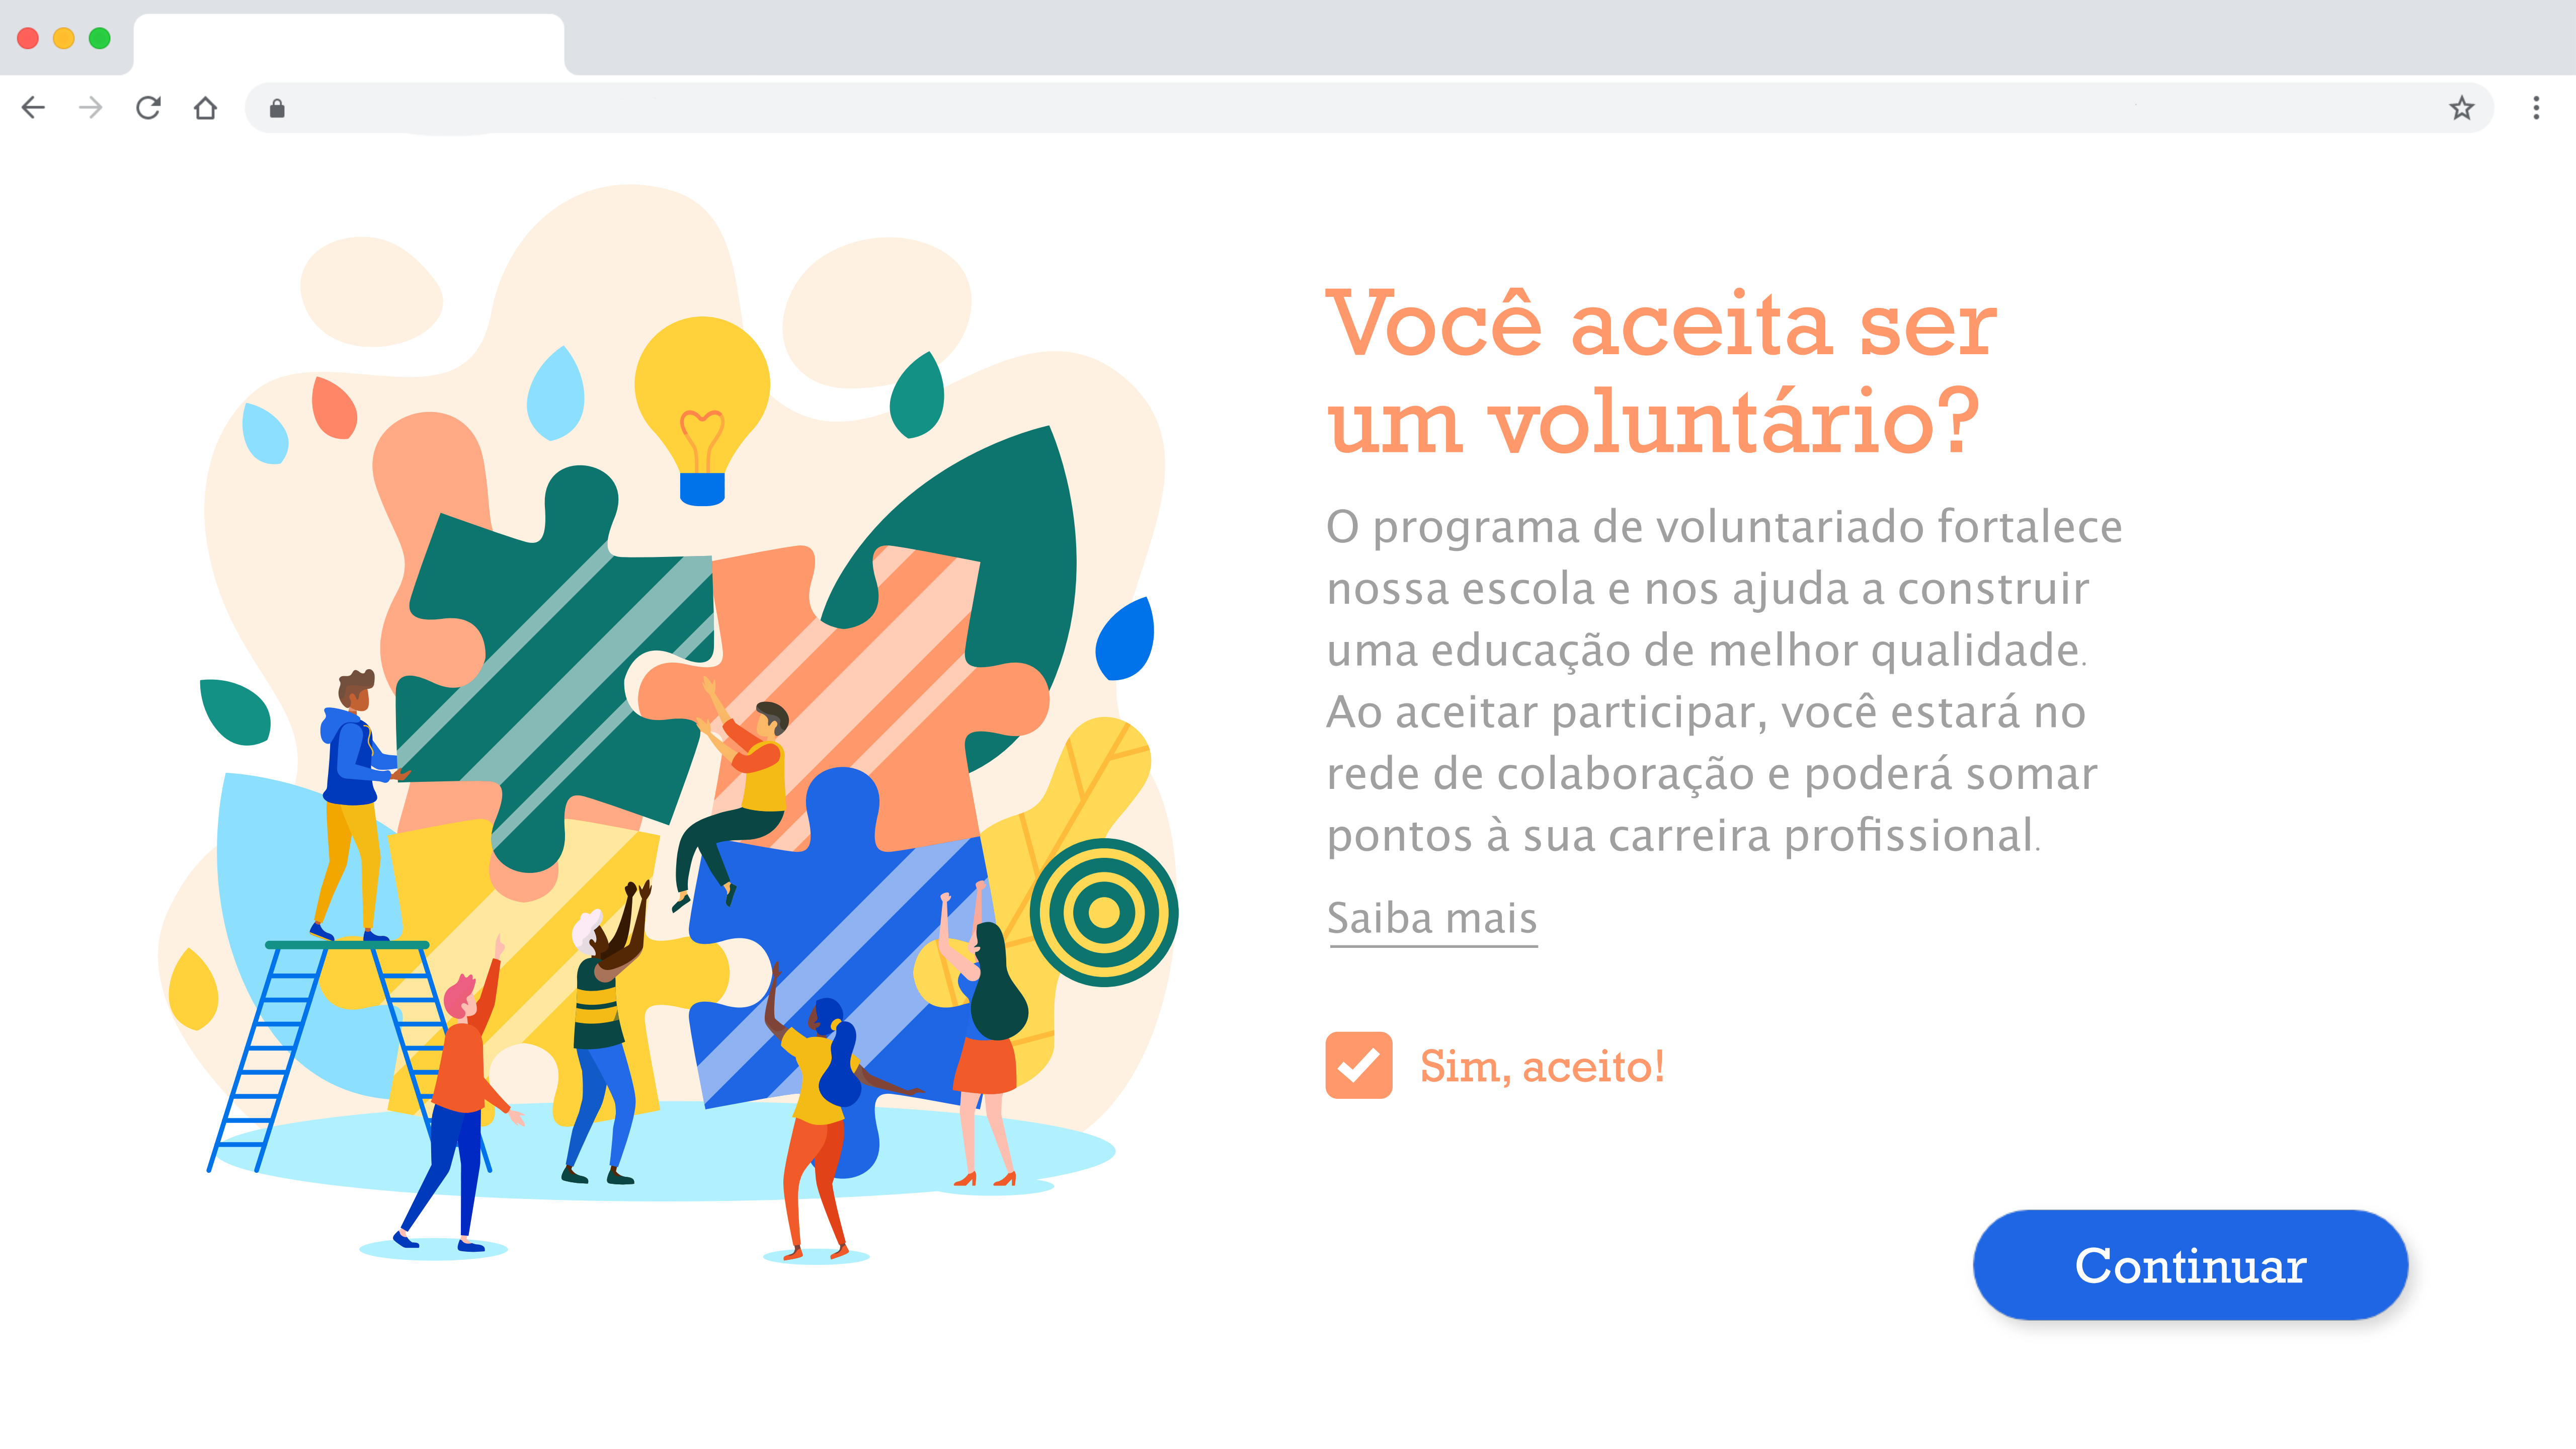 Você aceita ser
um voluntário?
O programa de voluntariado fortalece
nossa escola e nos ajuda a construir
uma educação de melhor qualidade.
Ao aceitar participar, você estará no
rede de colaboração e poderá somar
pontos à sua carreira profissional.
Saiba mais
Sim, aceito!
Continuar